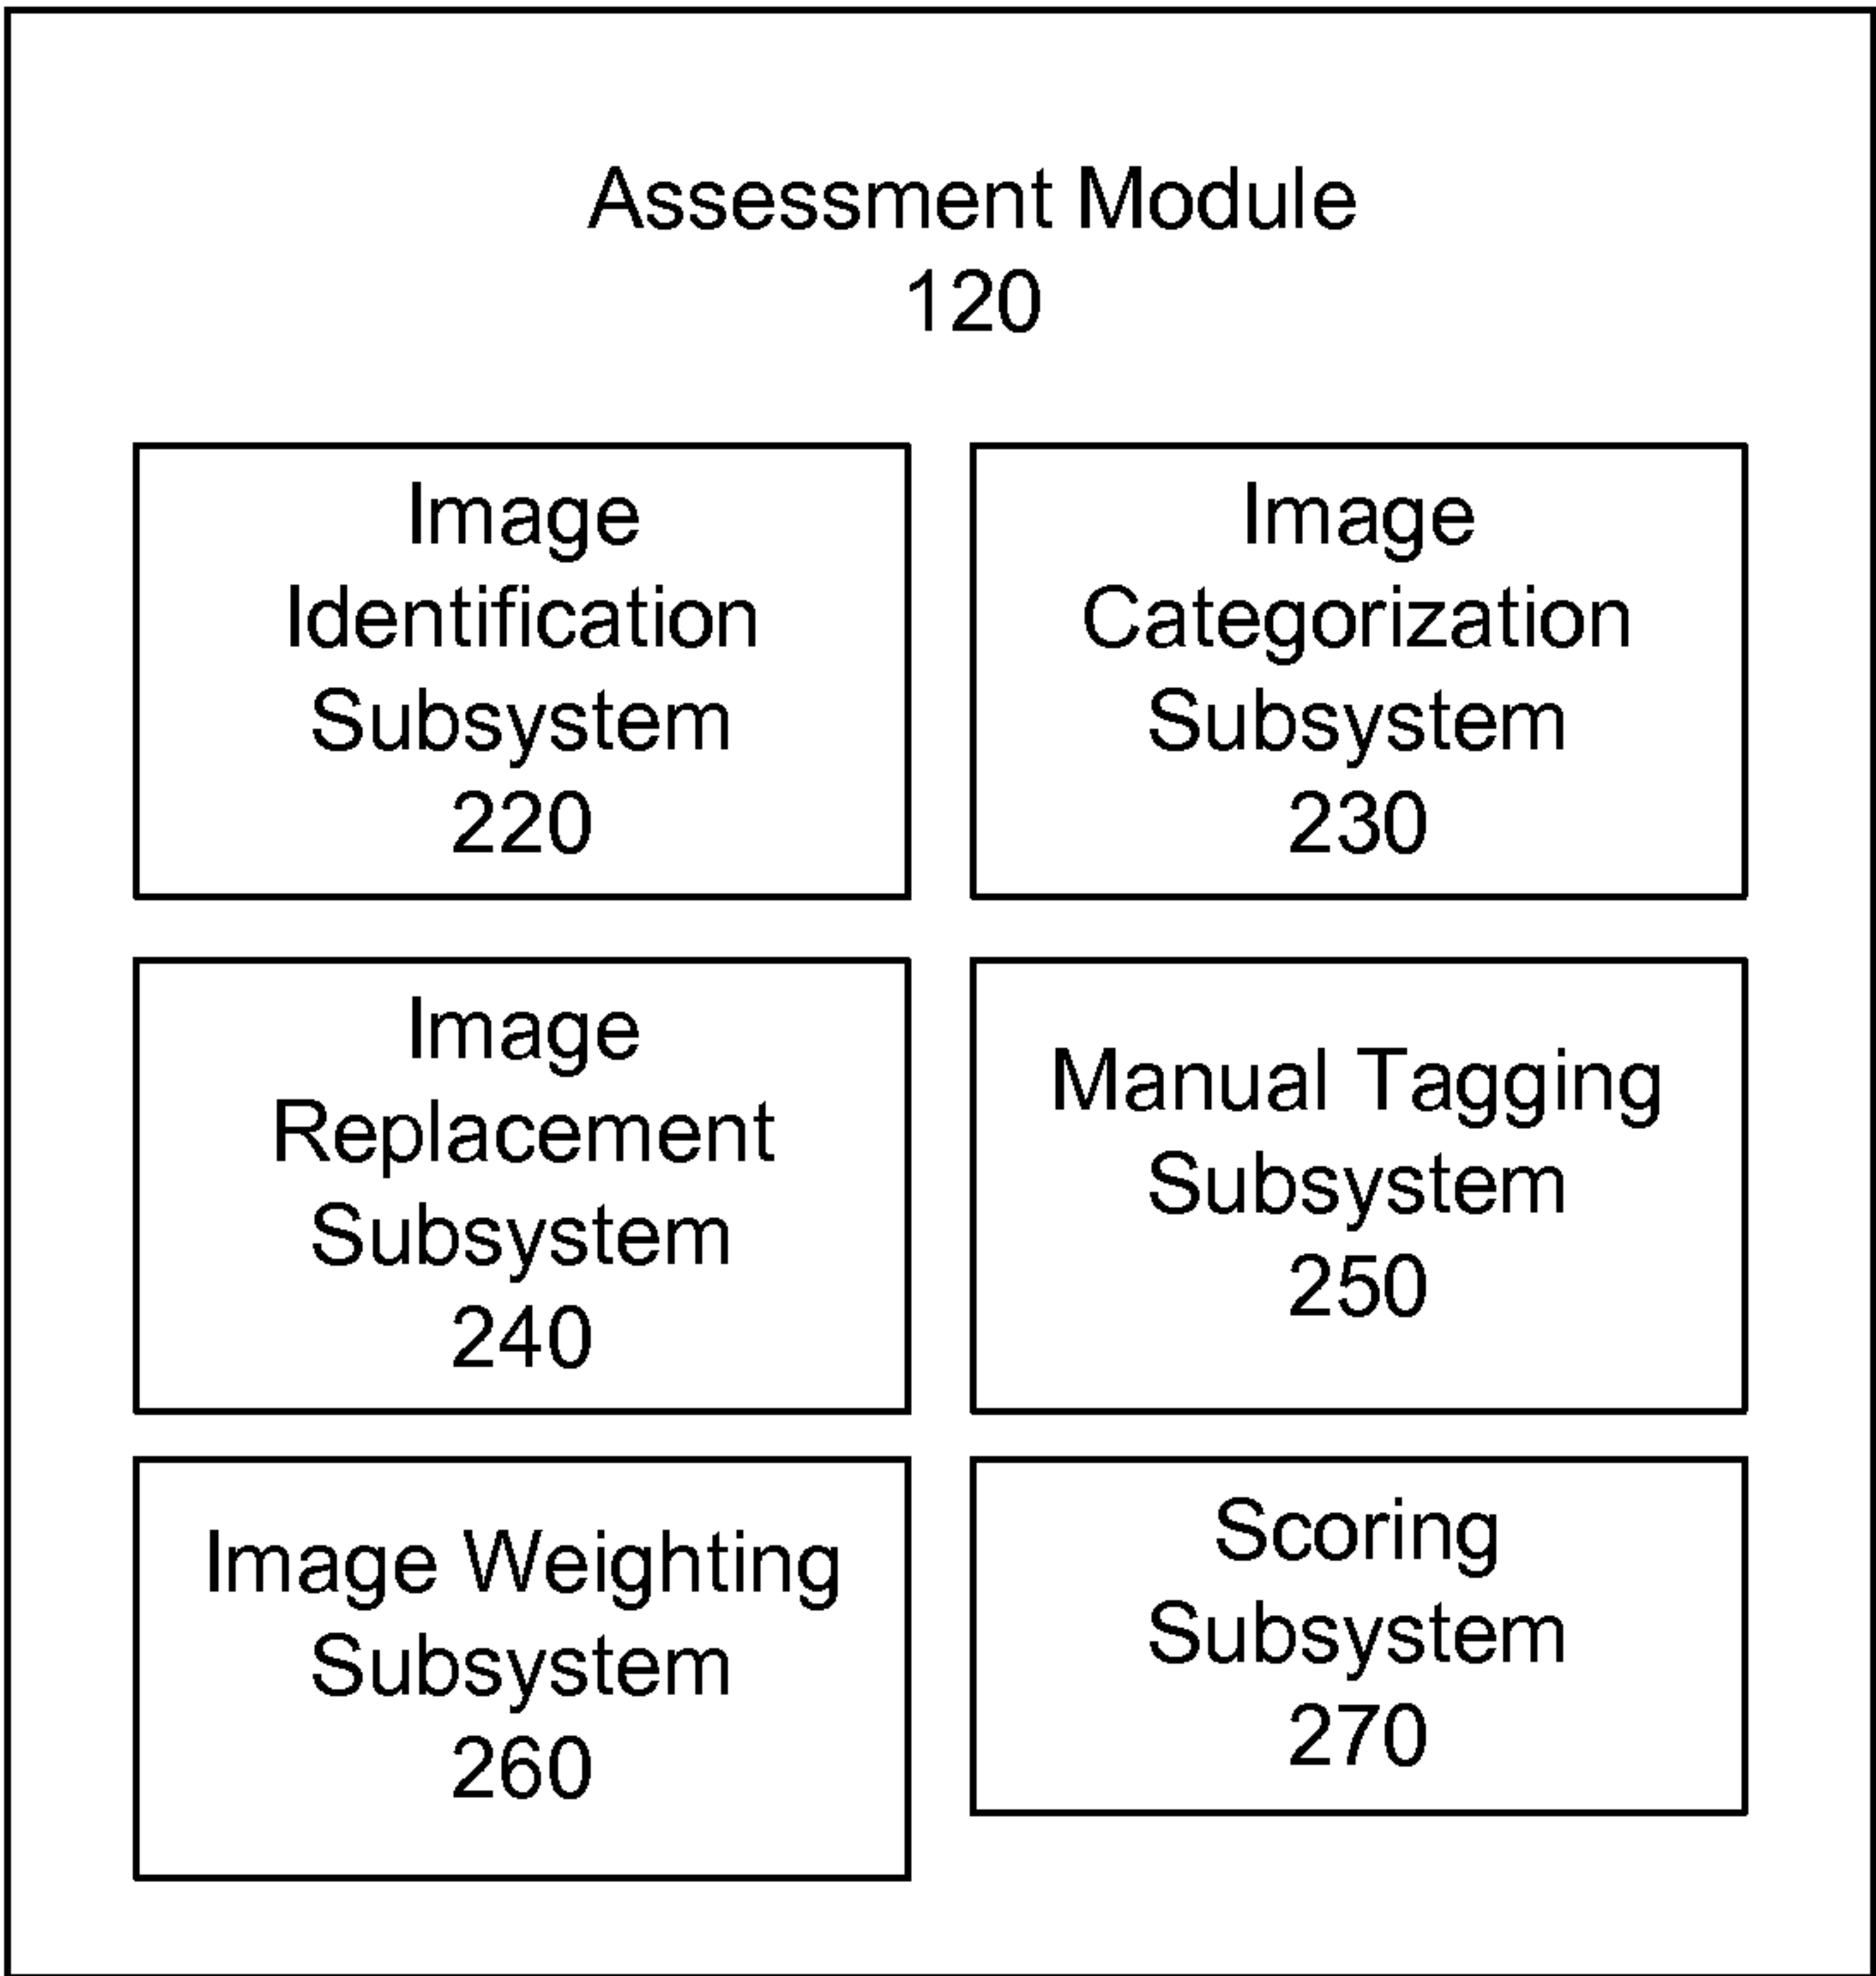 Assessment Module
120
Image
Identification
Subsystem
220
Image
Categorization
Subsystem
230
Image
Replacement
Subsystem
240
Manual Tagging
Subsystem
250
Image Weighting
Subsystem
260
Scoring
Subsystem
270